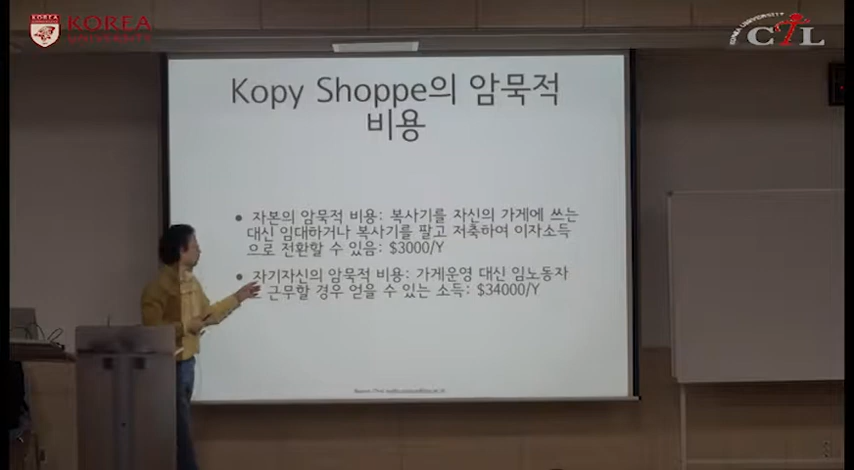 KOREA
UNIVERSITY
CTL
Kopy Shoppe의 암묵적
비용
• 자본의 암묵적 비용: 복사기를 자신의 가게에 쓰는
대신 임대하거나 복사기를 팔고 저축하여 이자소득
으로 전환할 수 있음: $3000/Y
• 자기자신의 암묵적 비용: 가게운영 대신 임노동자
근무할 경우 얻을 수 있는 소득: $34000/Y